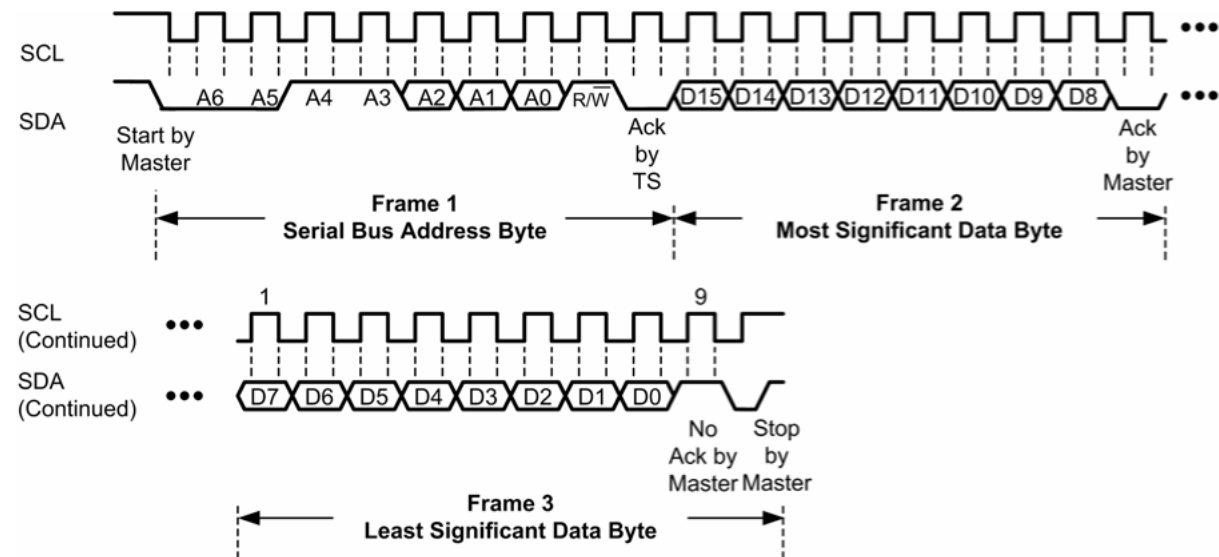 SCL
SDA
A6 A5 A4 A3 A2 A1 A0 R/W̅ D15 D14 D13 D12 D11 D10 D9 D8
Start by
Master
Ack
by
TS
Ack
by
Master
Frame 1
Serial Bus Address Byte
Frame 2
Most Significant Data Byte
SCL
(Continued)
1 9
SDA
(Continued)
D7 D6 D5 D4 D3 D2 D1 D0
No
Ack by
Master
Stop
by
Master
Frame 3
Least Significant Data Byte